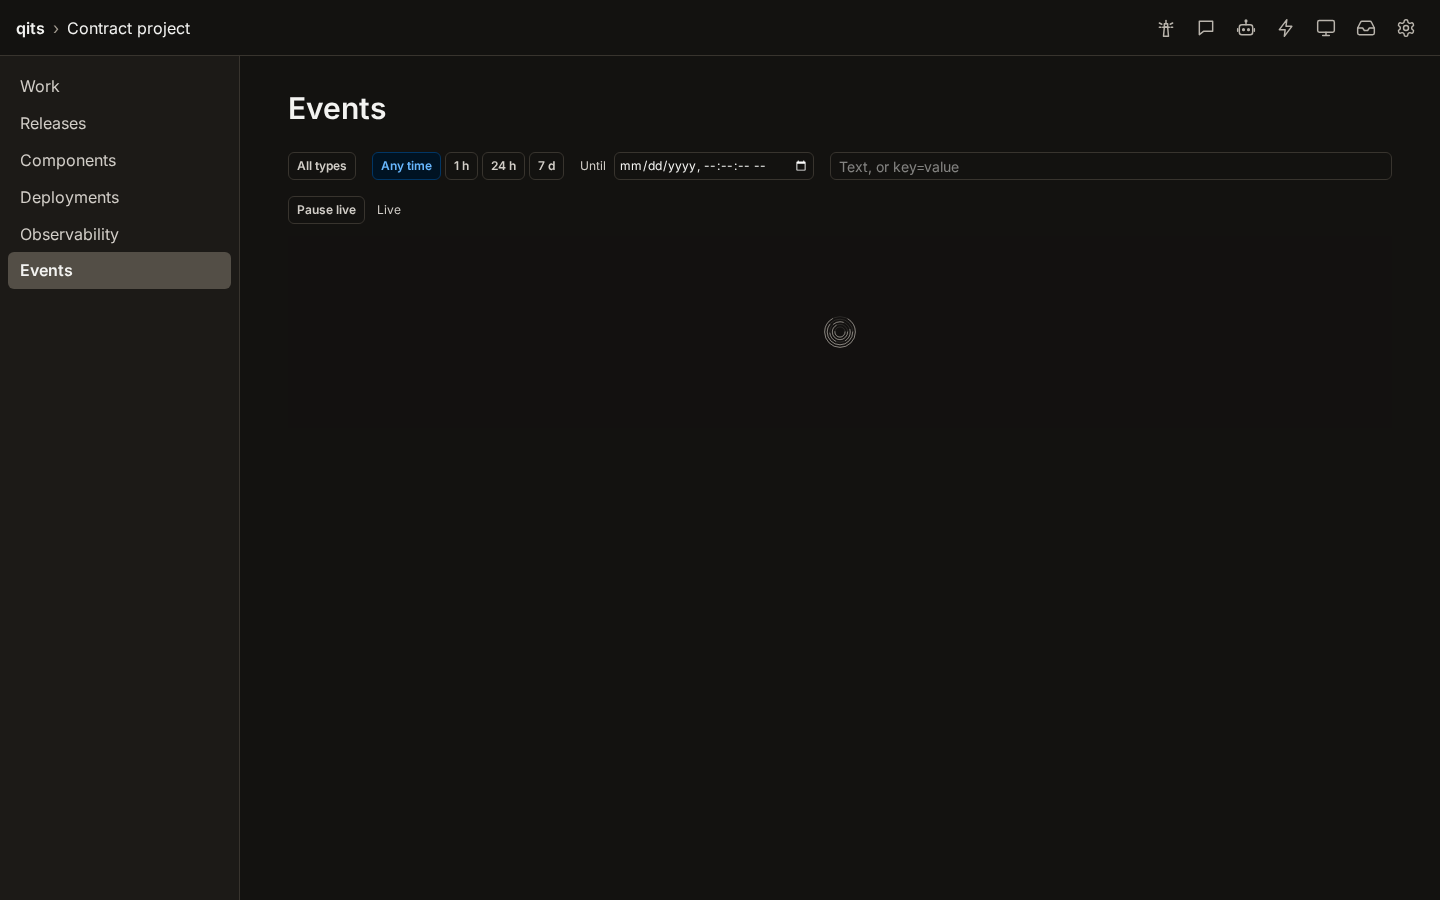 qits › Contract project
Work
Releases
Components
Deployments
Observability
Events
Events
All types Any time 1 h 24 h 7 d Until mm/dd/yyyy, --:--:-- -- Text, or key=value
Pause live Live